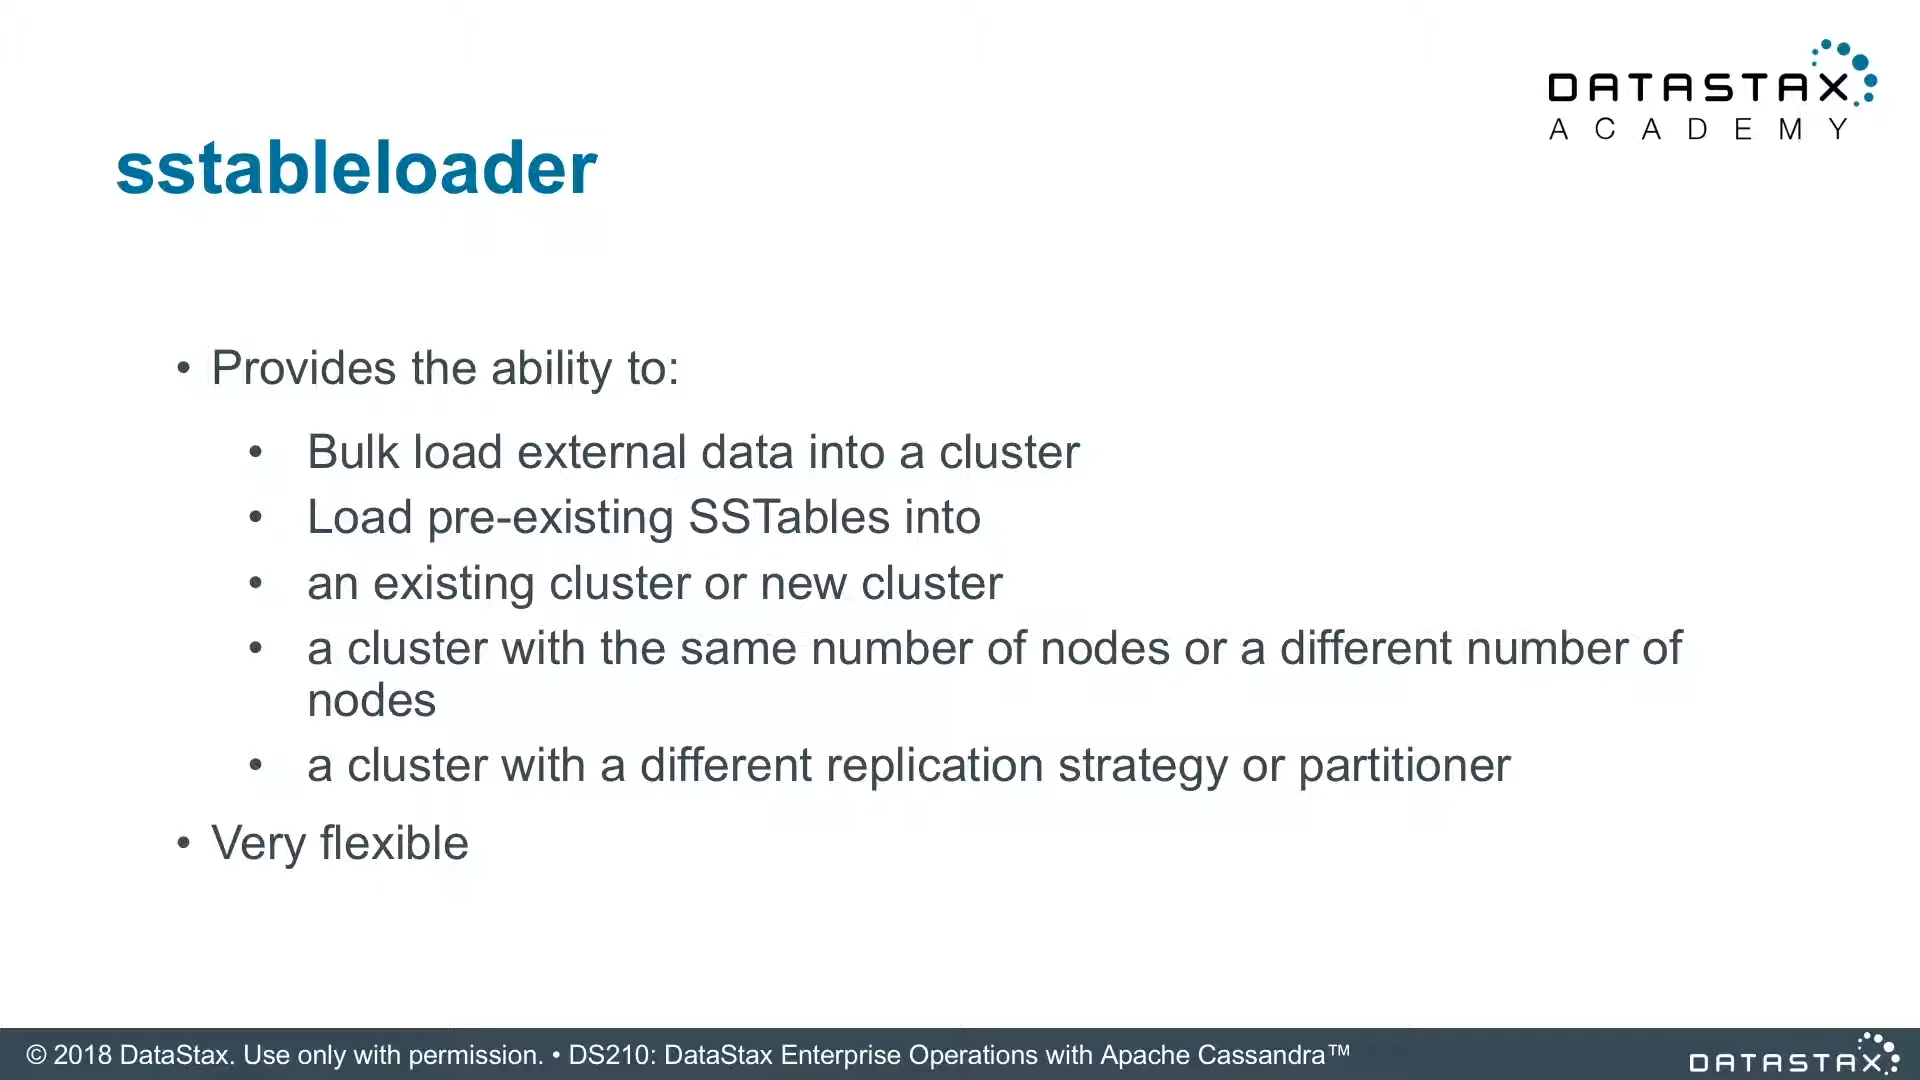 DATASTAX
ACADEMY
sstableloader
• Provides the ability to:
• Bulk load external data into a cluster
• Load pre-existing SSTables into
• an existing cluster or new cluster
• a cluster with the same number of nodes or a different number of
nodes
• a cluster with a different replication strategy or partitioner
• Very flexible
© 2018 DataStax. Use only with permission. • DS210: DataStax Enterprise Operations with Apache Cassandra™
DATASTAX